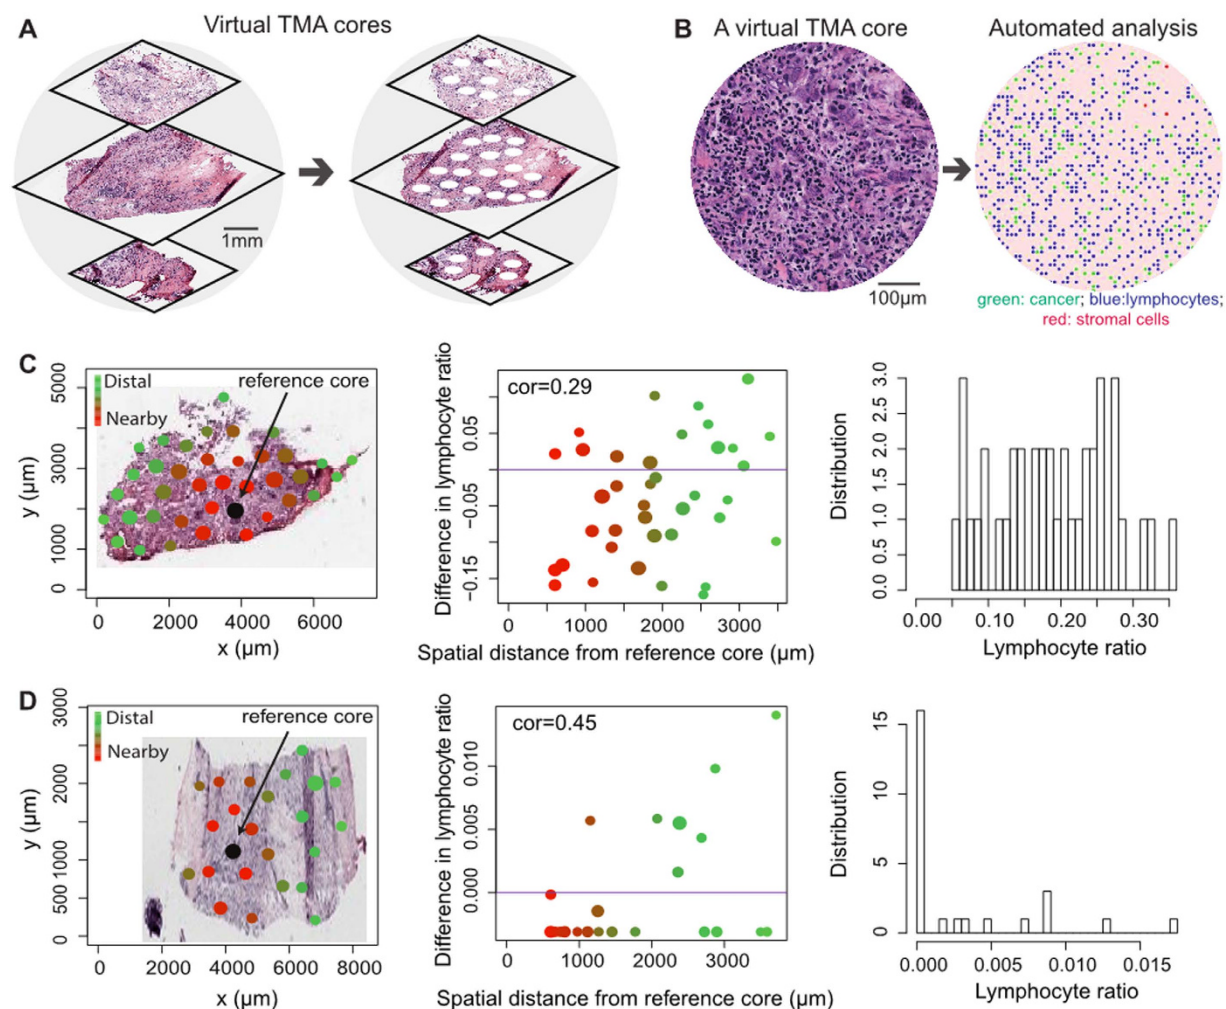 A
Virtual TMA cores
1mm
B
A virtual TMA core
Automated analysis
100µm
green: cancer; blue:lymphocytes;
red: stromal cells
C
Distal
Nearby
reference core
y (µm)
0 1000 3000 5000
0 2000 4000 6000
x (µm)
cor=0.29
Difference in lymphocyte ratio
−0.15 −0.05 0.05
0 1000 2000 3000
Spatial distance from reference core (µm)
Distribution
0.0 0.5 1.0 2.0 3.0
0.00 0.10 0.20 0.30
Lymphocyte ratio
D
Distal
Nearby
reference core
y (µm)
0 500 1000 2000 3000
0 2000 4000 6000 8000
x (µm)
cor=0.45
Difference in lymphocyte ratio
0.000 0.005 0.010
0 1000 2000 3000
Spatial distance from reference core (µm)
Distribution
0 5 10 15
0.000 0.005 0.010 0.015
Lymphocyte ratio